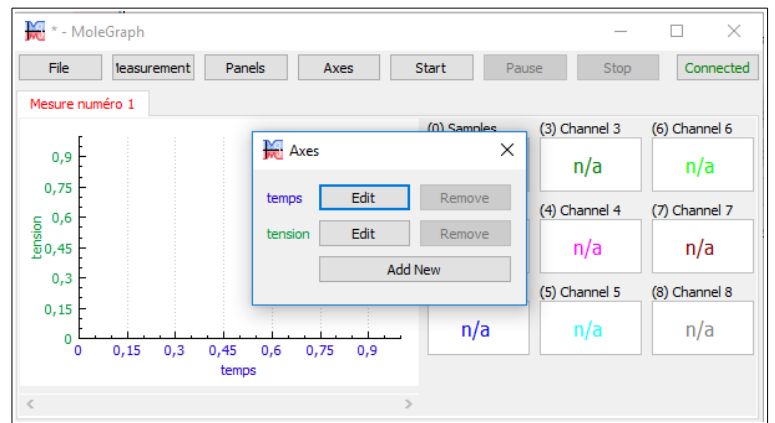 * - MoleGraph
File
Measurement
Panels
Axes
Start
Pause
Stop
Connected
Mesure numéro 1
0,9
0,75
0,6
0,45
0,3
0,15
0
tension
0
0,15
0,3
0,45
0,6
0,75
0,9
temps
Axes
temps
Edit
Remove
tension
Edit
Remove
Add New
(0) Samples
(3) Channel 3
(6) Channel 6
n/a
n/a
(4) Channel 4
(7) Channel 7
n/a
n/a
(5) Channel 5
(8) Channel 8
n/a
n/a
n/a